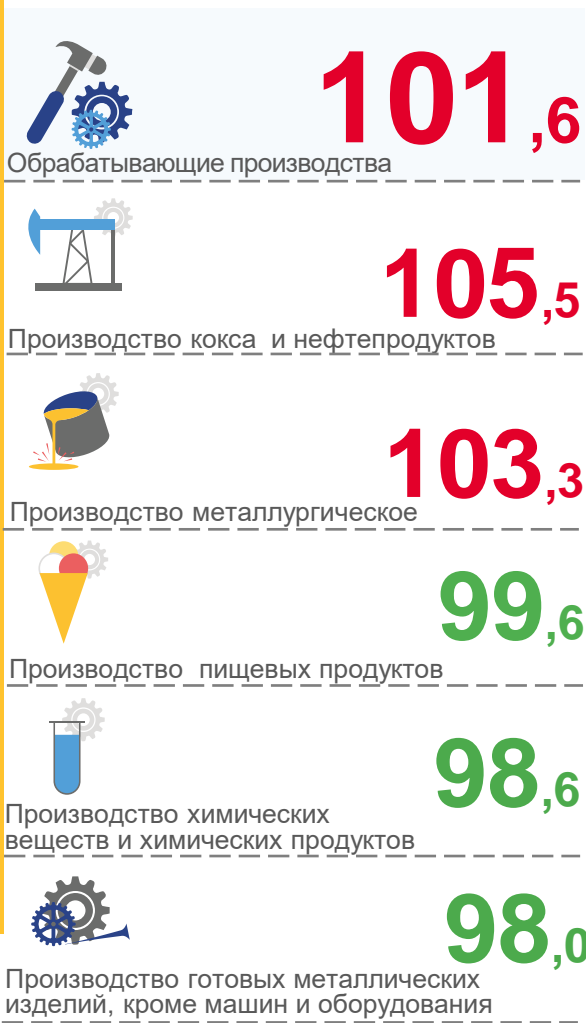 101,6
Обрабатывающие производства
105,5
Производство кокса  и нефтепродуктов
103,3
Производство металлургическое
99,6
Производство  пищевых продуктов
98,6
Производство химических
веществ и химических продуктов
98,0
Производство готовых металлических
изделий, кроме машин и оборудования